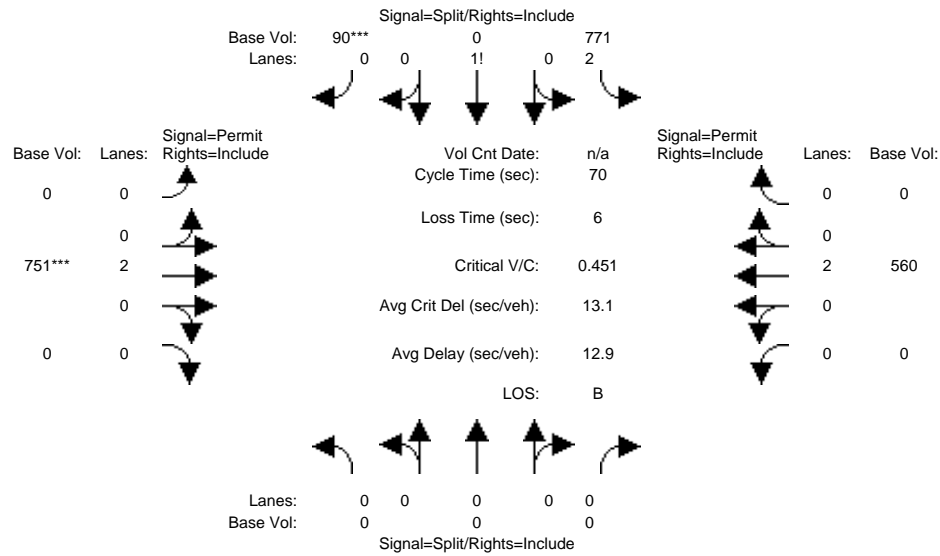 Signal=Split/Rights=Include
Base Vol: 90*** 0 771
Lanes: 0 0 1! 0 2
Signal=Permit
Base Vol: Lanes: Rights=Include
0 0
0
751*** 2
0
0 0
Vol Cnt Date: n/a
Cycle Time (sec): 70
Loss Time (sec): 6
Critical V/C: 0.451
Avg Crit Del (sec/veh): 13.1
Avg Delay (sec/veh): 12.9
LOS: B
Signal=Permit
Rights=Include Lanes: Base Vol:
0 0
0
2 560
0
0 0
Lanes: 0 0 0 0 0
Base Vol: 0 0 0
Signal=Split/Rights=Include